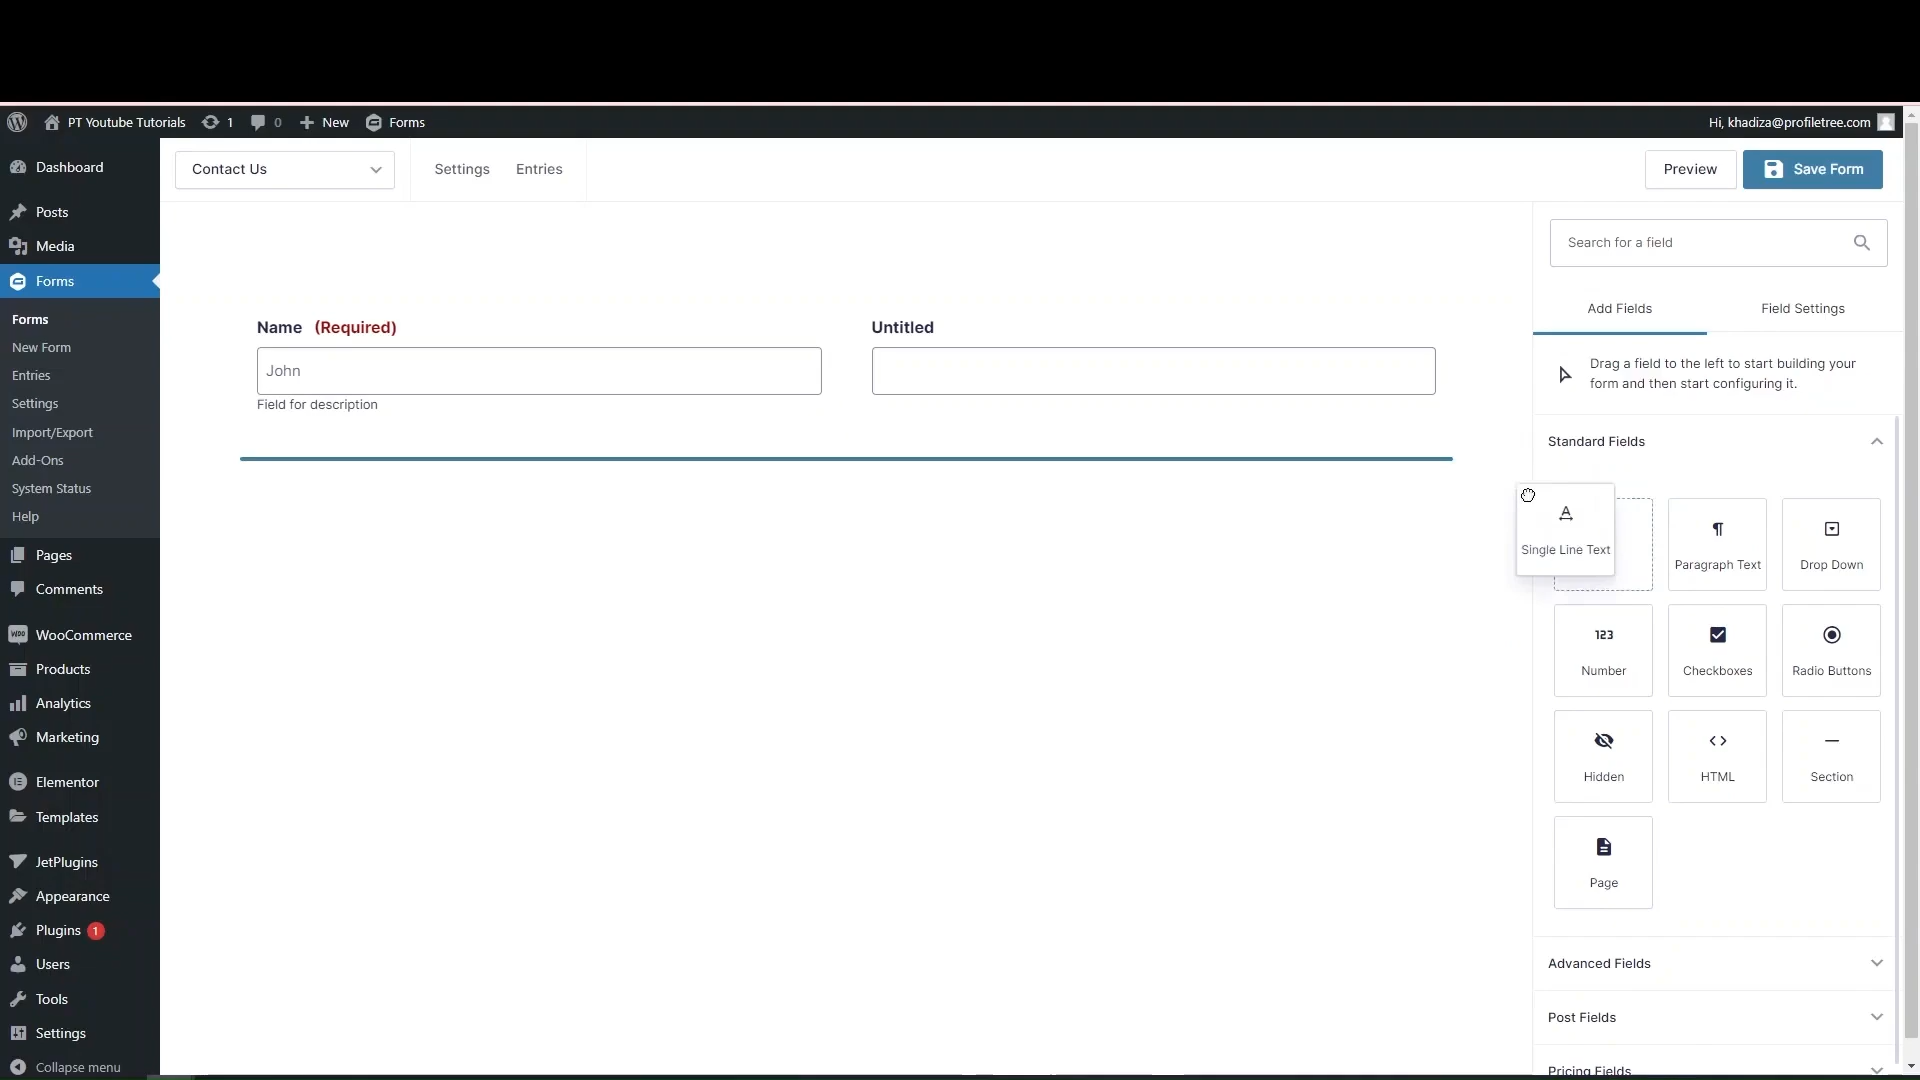 PT Youtube Tutorials 1 0 New Forms Hi, khadiza@profiletree.com
Dashboard
Posts
Media
Forms
Forms
New Form
Entries
Settings
Import/Export
Add-Ons
System Status
Help
Pages
Comments
WooCommerce
Products
Analytics
Marketing
Elementor
Templates
JetPlugins
Appearance
Plugins 1
Users
Tools
Settings
Collapse menu
Contact Us Settings Entries Preview Save Form
Name (Required) Untitled
John
Field for description
Search for a field
Add Fields Field Settings
Drag a field to the left to start building your
form and then start configuring it.
Standard Fields
Single Line Text Paragraph Text Drop Down
123
Number Checkboxes Radio Buttons
Hidden HTML Section
Page
Advanced Fields
Post Fields
Pricing Fields